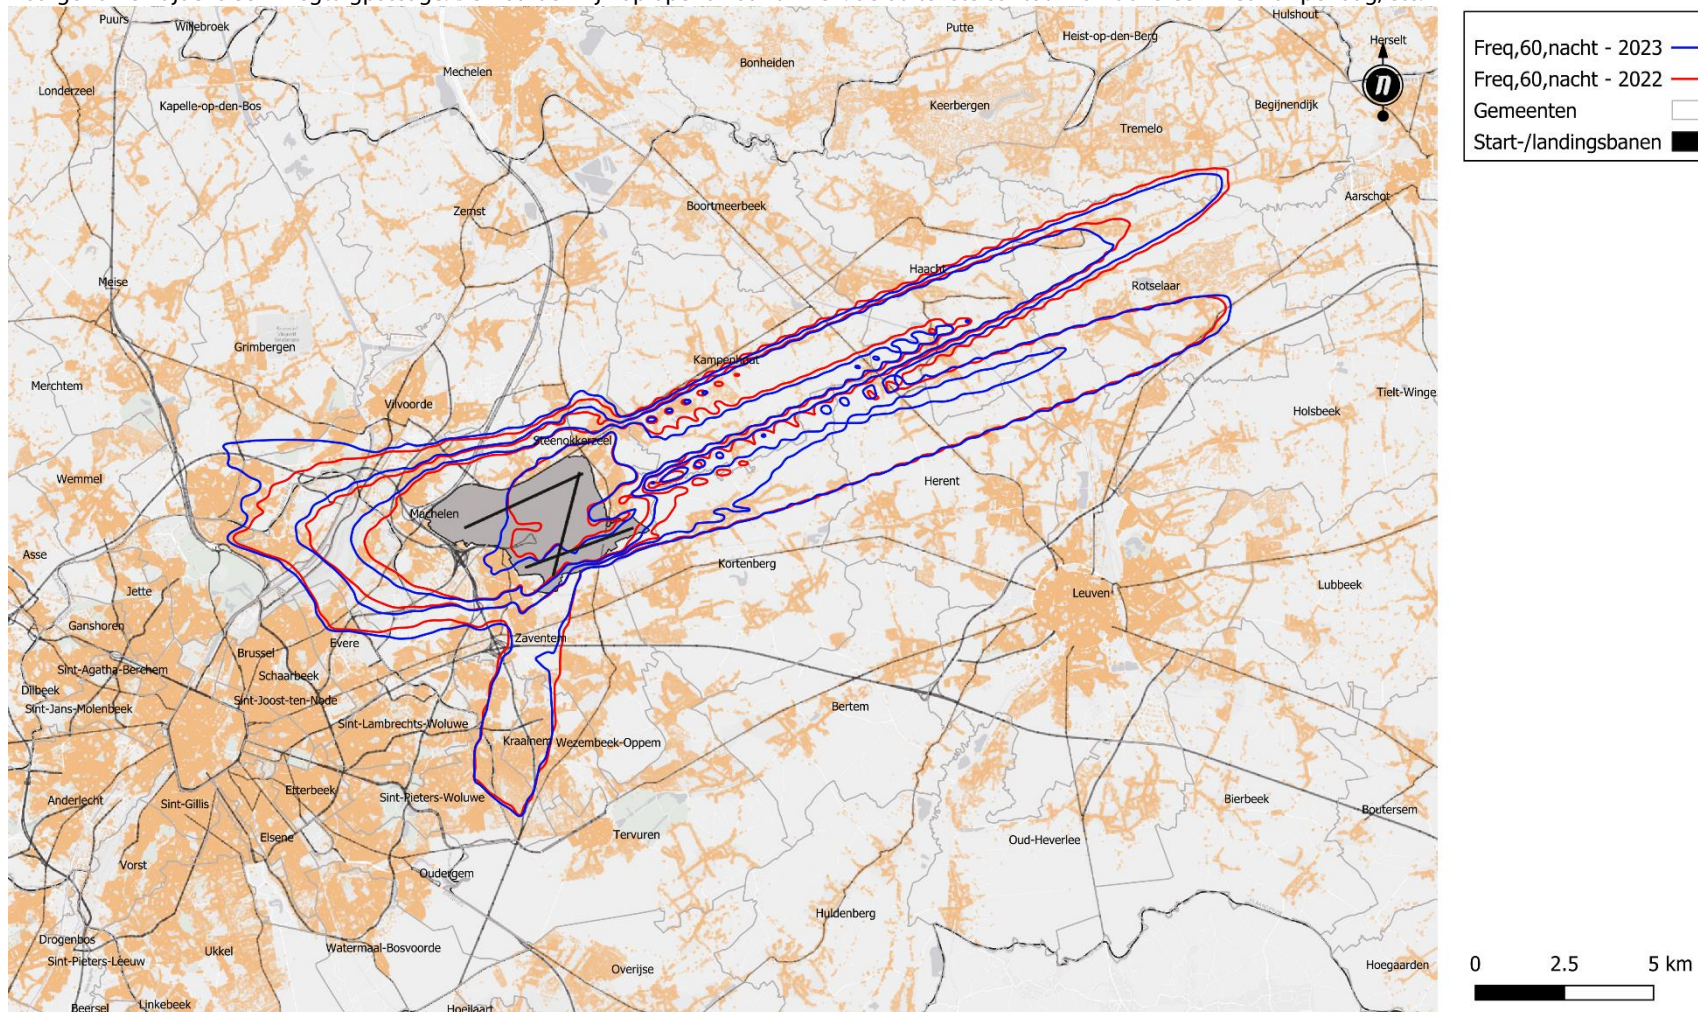 Freq,60,nacht - 2023
Freq,60,nacht - 2022
Gemeenten
Start-/landingsbanen
Puurs
Willebroek
Putte
Hulshout
Heist-op-den-Berg
Herselt
Londerzeel
Mechelen
Bonheiden
Kapelle-op-den-Bos
Keerbergen
Begijnendijk
Tremelo
Aarschot
Zemst
Boortmeerbeek
Haacht
Meise
Rotselaar
Grimbergen
Kampenhout
Merchtem
Tielt-Winge
Vilvoorde
Holsbeek
Steenokkerzeel
Wemmel
Herent
Machelen
Asse
Kortenberg
Jette
Leuven
Lubbeek
Ganshoren
Evere
Zaventem
Brussel
Sint-Agatha-Berchem
Schaarbeek
Dilbeek
Sint-Joost-ten-Node
Sint-Jans-Molenbeek
Sint-Lambrechts-Woluwe
Bertem
Kraainem
Wezembeek-Oppem
Etterbeek
Sint-Pieters-Woluwe
Anderlecht
Sint-Gillis
Bierbeek
Boutersem
Elsene
Tervuren
Oud-Heverlee
Vorst
Oudergem
Huldenberg
Drogenbos
Ukkel
Watermaal-Bosvoorde
Sint-Pieters-Leeuw
Overijse
Hoegaarden
Linkebeek
Beersel
Hoeilaart
n
0 2.5 5 km